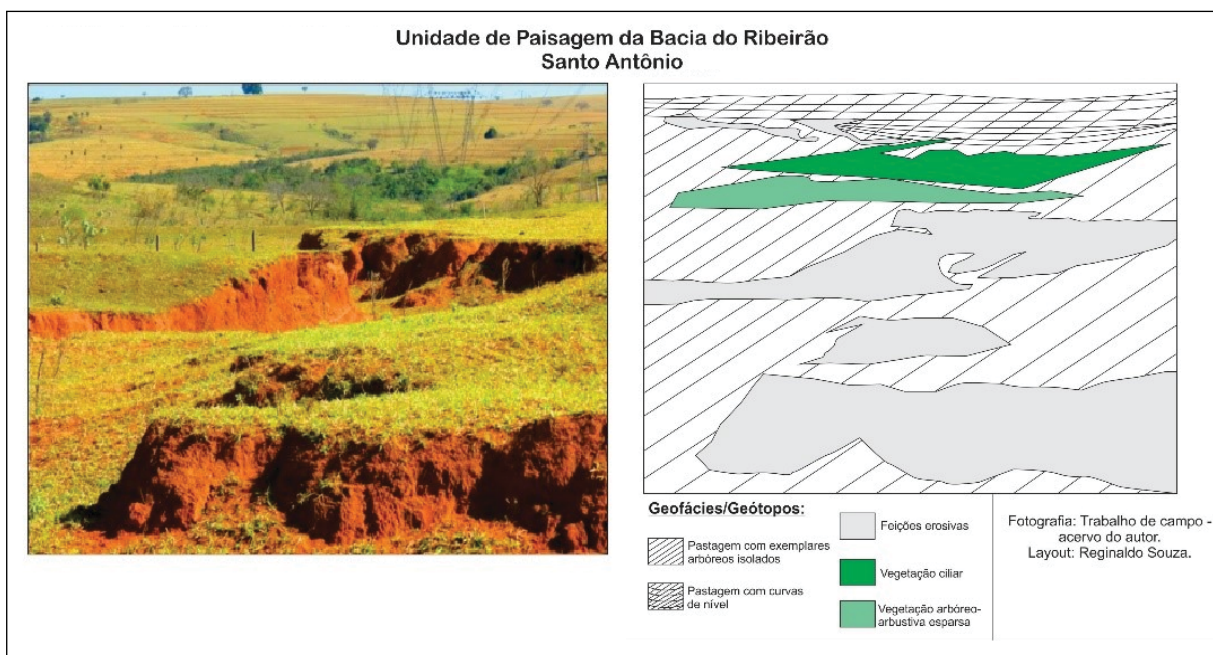 Unidade de Paisagem da Bacia do Ribeirão
Santo Antônio
Geofácies/Geótopos:
Pastagem com exemplares
arbóreos isolados
Pastagem com curvas
de nível
Feições erosivas
Vegetação ciliar
Vegetação arbóreo-
arbustiva esparsa
Fotografia: Trabalho de campo -
acervo do autor.
Layout: Reginaldo Souza.